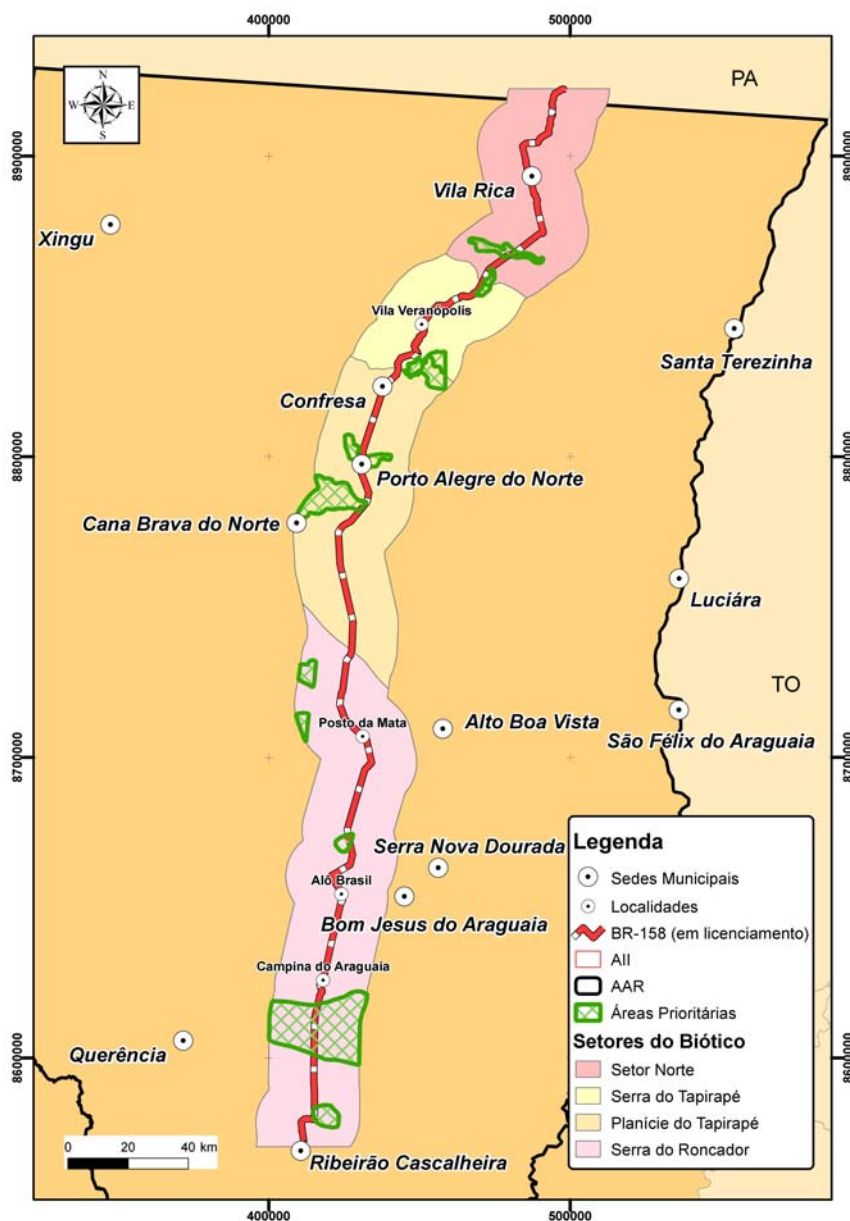 400000
500000
PA
N
W E
S
8900000
8900000
Vila Rica
Xingu
Vila Veranópolis
Santa Terezinha
Confresa
8800000
8800000
Porto Alegre do Norte
Cana Brava do Norte
Luciára
TO
Posto da Mata
Alto Boa Vista
São Félix do Araguaia
8700000
8700000
Serra Nova Dourada
Alô Brasil
Bom Jesus do Araguaia
Campina do Araguaia
Querência
8600000
8600000
Ribeirão Cascalheira
0 20 40 km
Legenda
Sedes Municipais
Localidades
BR-158 (em licenciamento)
AII
AAR
Áreas Prioritárias
Setores do Biótico
Setor Norte
Serra do Tapirapé
Planície do Tapirapé
Serra do Roncador
400000
500000